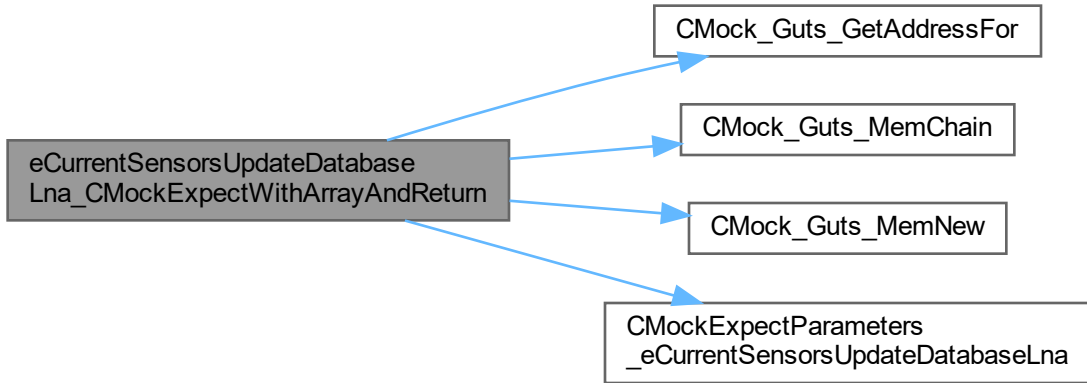 CMock_Guts_GetAddressFor
CMock_Guts_MemChain
eCurrentSensorsUpdateDatabase
Lna_CMockExpectWithArrayAndReturn
CMock_Guts_MemNew
CMockExpectParameters
_eCurrentSensorsUpdateDatabaseLna